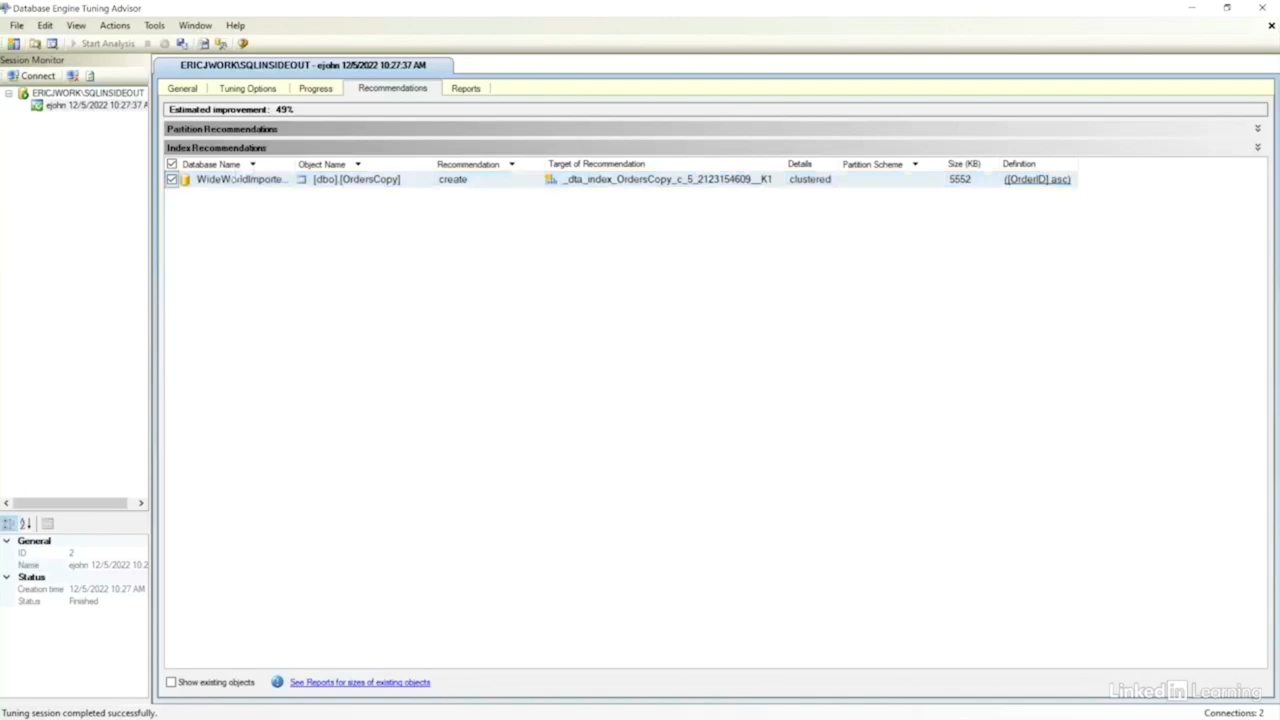 Database Engine Tuning Advisor
File Edit View Actions Tools Window Help
Start Analysis
Session Monitor
Connect
ERICJWORK\SQLINSIDEOUT
ejohn 12/5/2022 10:27:37 A
ERICJWORK\SQLINSIDEOUT - ejohn 12/5/2022 10:27:37 AM
General Tuning Options Progress Recommendations Reports
Estimated improvement: 49%
Partition Recommendations
Index Recommendations
Database Name Object Name Recommendation Target of Recommendation Details Partition Scheme Size (KB) Definition
WideWorldImporte... [dbo].[OrdersCopy] create _dta_index_OrdersCopy_c_5_2123154609__K1 clustered 5552 ([OrderID] asc)
General
ID 2
Name ejohn 12/5/2022 10:2
Status
Creation time 12/5/2022 10:27 AM
Status Finished
Show existing objects See Reports for sizes of existing objects
LinkedIn Learning
Tuning session completed successfully. Connections: 2